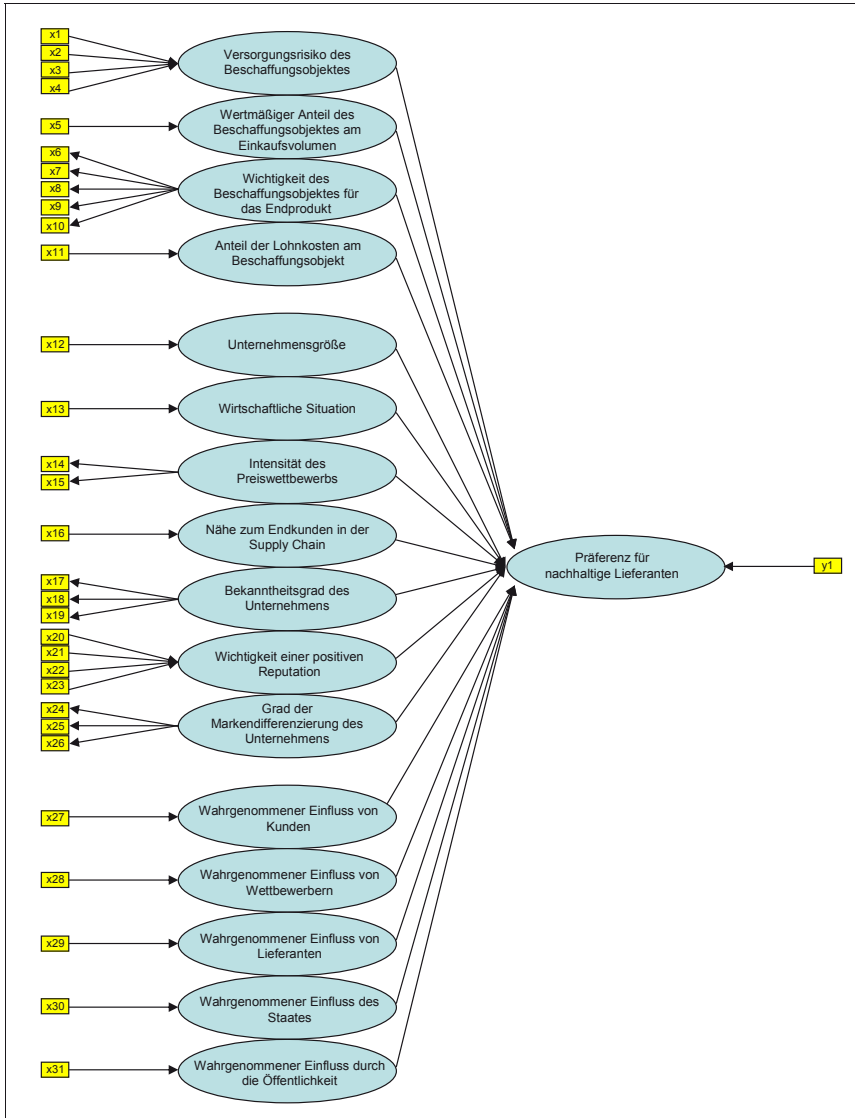 x1
x2
x3
x4
Versorgungsrisiko des
Beschaffungsobjektes
x5
Wertmäßiger Anteil des
Beschaffungsobjektes am
Einkaufsvolumen
x6
x7
x8
x9
x10
Wichtigkeit des
Beschaffungsobjektes für
das Endprodukt
x11
Anteil der Lohnkosten am
Beschaffungsobjekt
x12
Unternehmensgröße
x13
Wirtschaftliche Situation
x14
x15
Intensität des
Preiswettbewerbs
x16
Nähe zum Endkunden in der
Supply Chain
x17
x18
x19
Bekanntheitsgrad des
Unternehmens
x20
x21
x22
x23
Wichtigkeit einer positiven
Reputation
x24
x25
x26
Grad der
Markendifferenzierung des
Unternehmens
x27
Wahrgenommener Einfluss von
Kunden
x28
Wahrgenommener Einfluss von
Wettbewerbern
x29
Wahrgenommener Einfluss von
Lieferanten
x30
Wahrgenommener Einfluss des
Staates
x31
Wahrgenommener Einfluss durch
die Öffentlichkeit
Präferenz für
nachhaltige Lieferanten
y1